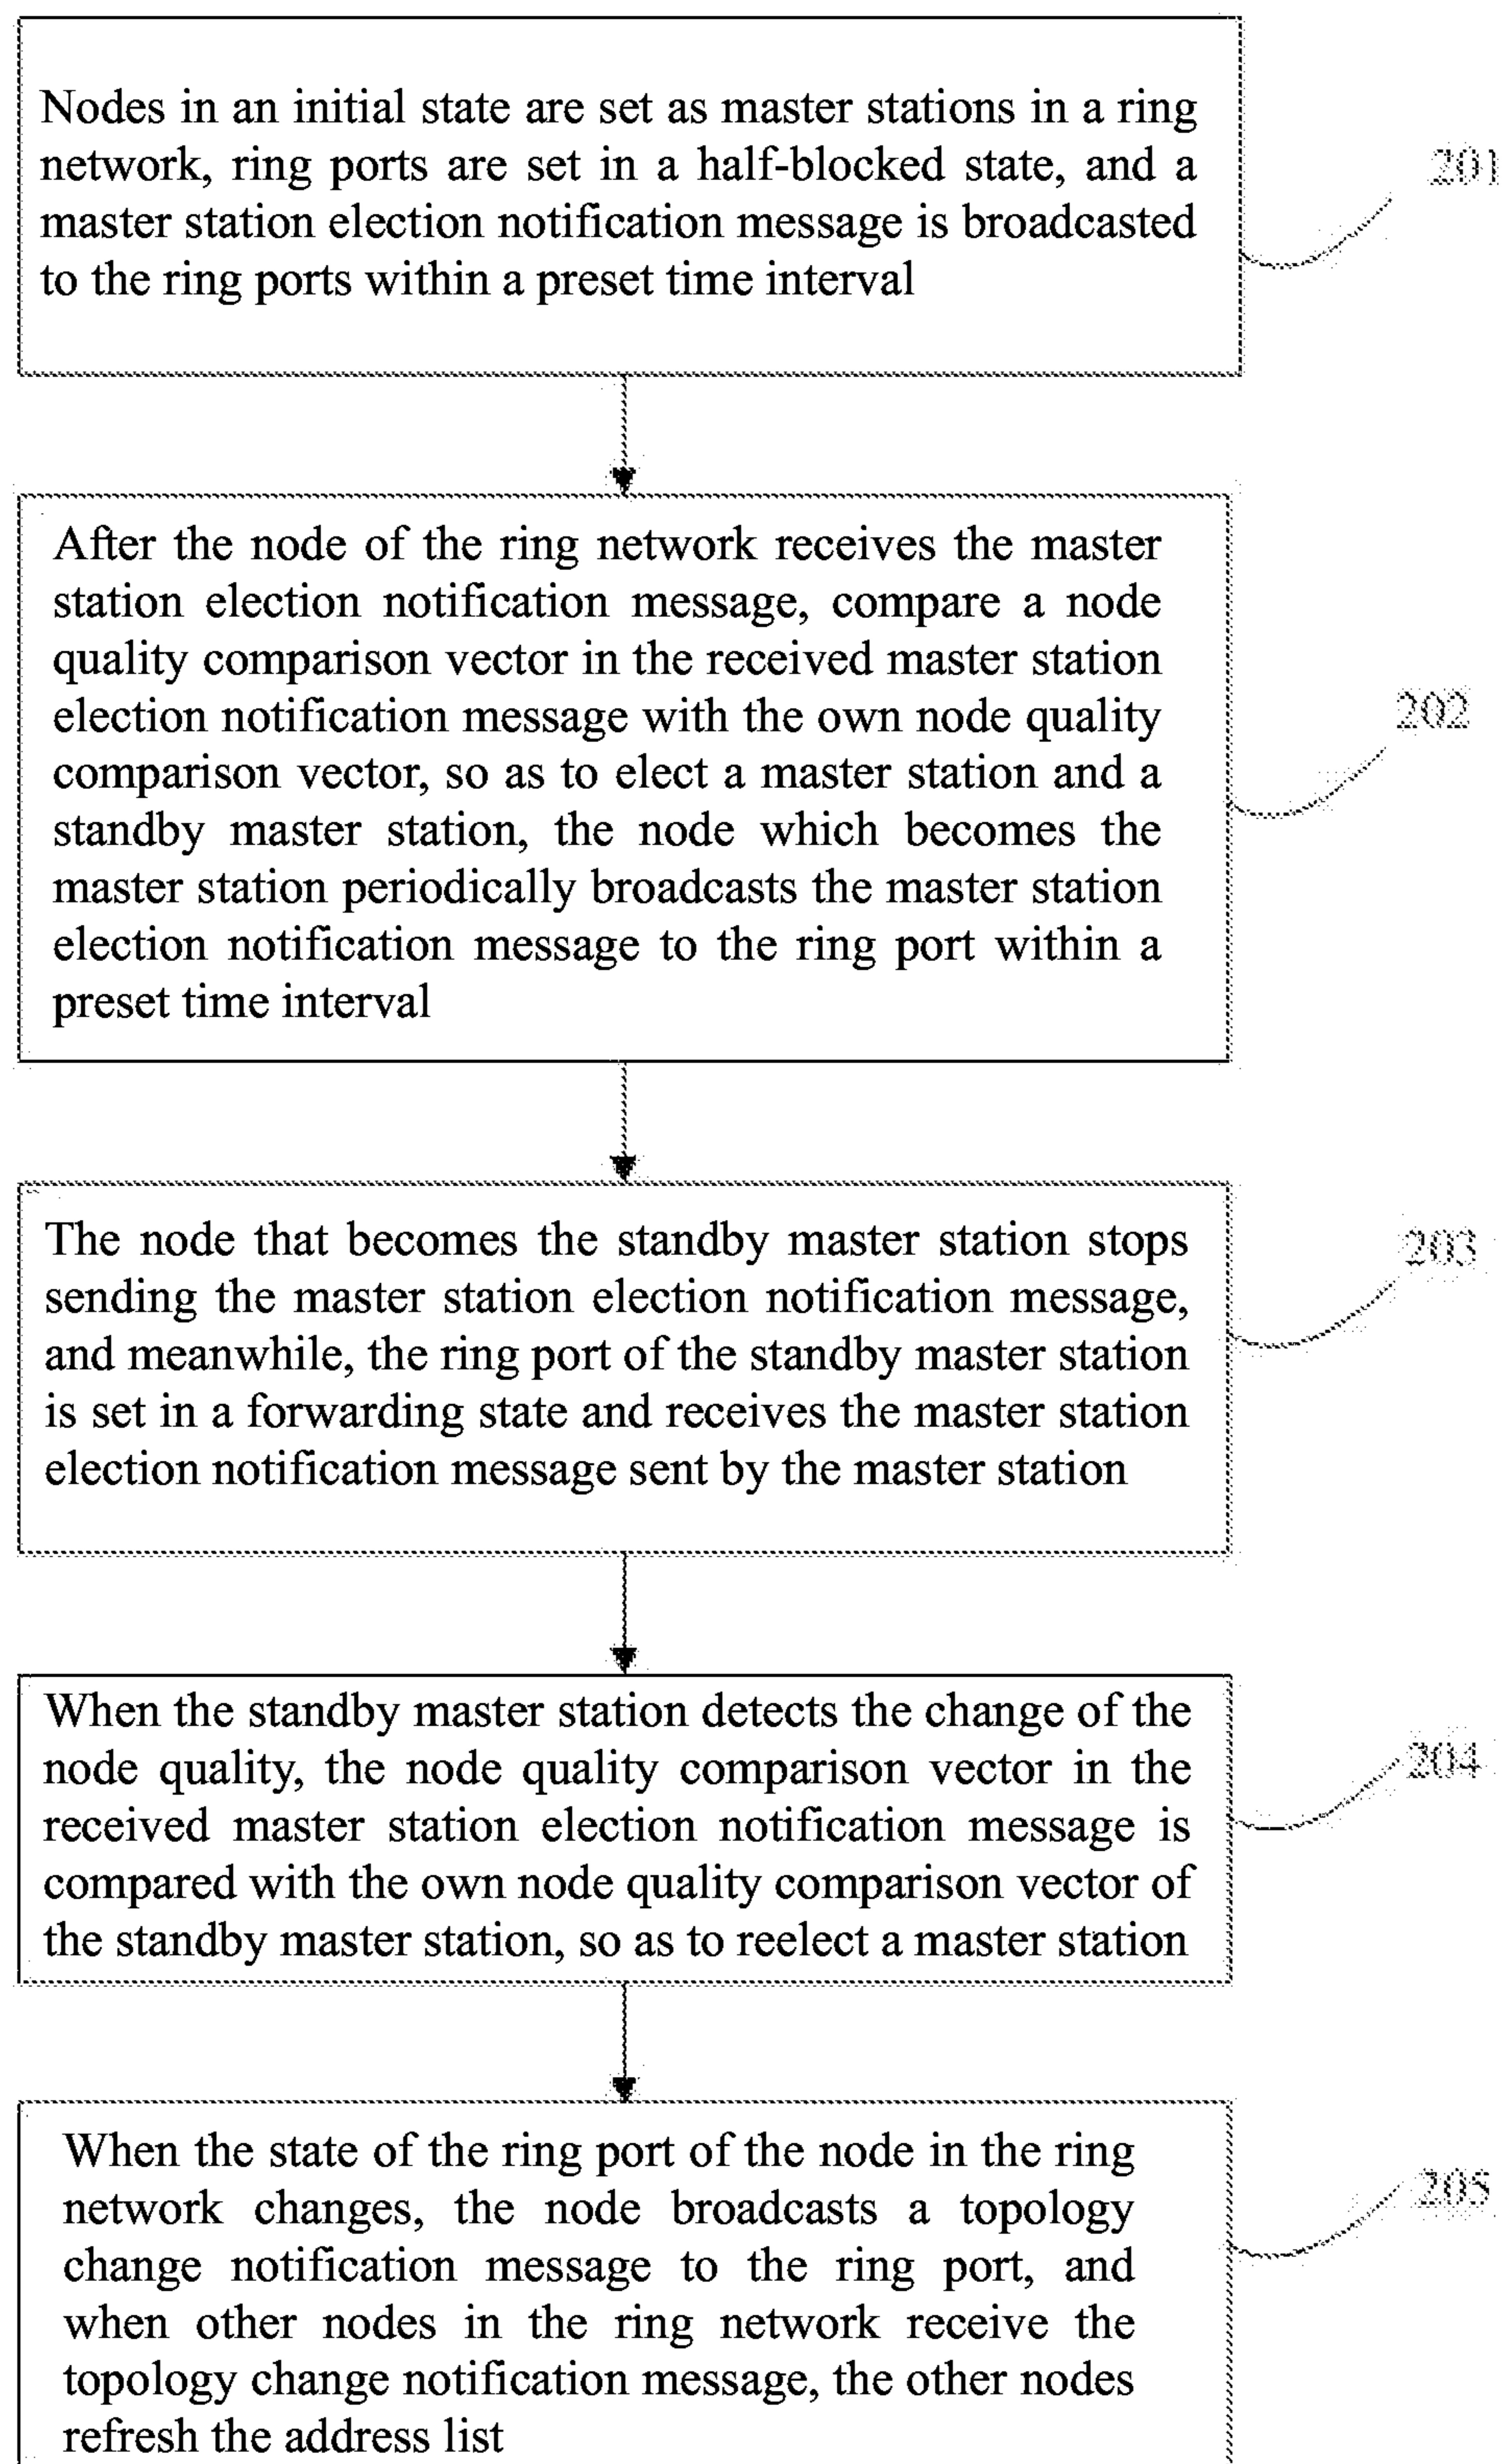 Nodes in an initial state are set as master stations in a ring
network, ring ports are set in a half-blocked state, and a
master station election notification message is broadcasted
to the ring ports within a preset time interval
201
After the node of the ring network receives the master
station election notification message, compare a node
quality comparison vector in the received master station
election notification message with the own node quality
comparison vector, so as to elect a master station and a
standby master station, the node which becomes the
master station periodically broadcasts the master station
election notification message to the ring port within a
preset time interval
202
The node that becomes the standby master station stops
sending the master station election notification message,
and meanwhile, the ring port of the standby master station
is set in a forwarding state and receives the master station
election notification message sent by the master station
203
When the standby master station detects the change of the
node quality, the node quality comparison vector in the
received master station election notification message is
compared with the own node quality comparison vector of
the standby master station, so as to reelect a master station
204
When the state of the ring port of the node in the ring
network changes, the node broadcasts a topology
change notification message to the ring port, and
when other nodes in the ring network receive the
topology change notification message, the other nodes
refresh the address list
205